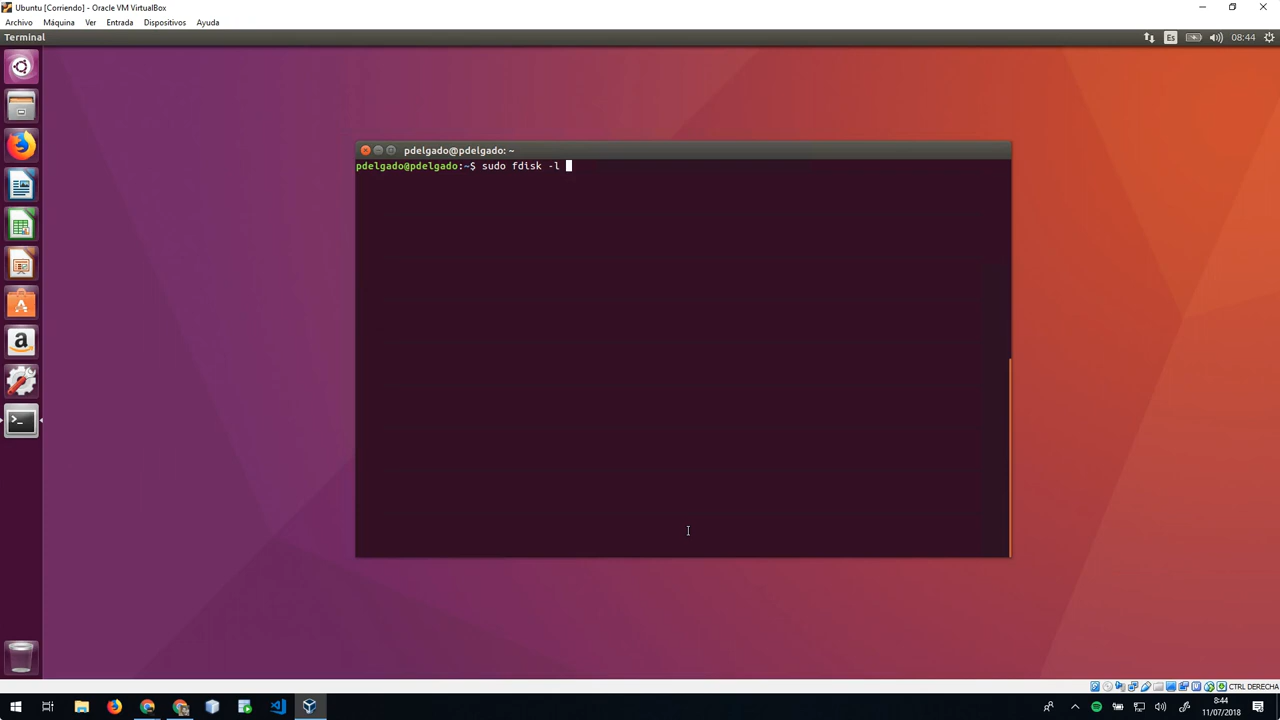 Ubuntu [Corriendo] - Oracle VM VirtualBox
Archivo Máquina Ver Entrada Dispositivos Ayuda
Terminal Es 08:44
pdelgado@pdelgado: ~
pdelgado@pdelgado:~$ sudo fdisk -l
CTRL DERECHA
8:44
11/07/2018